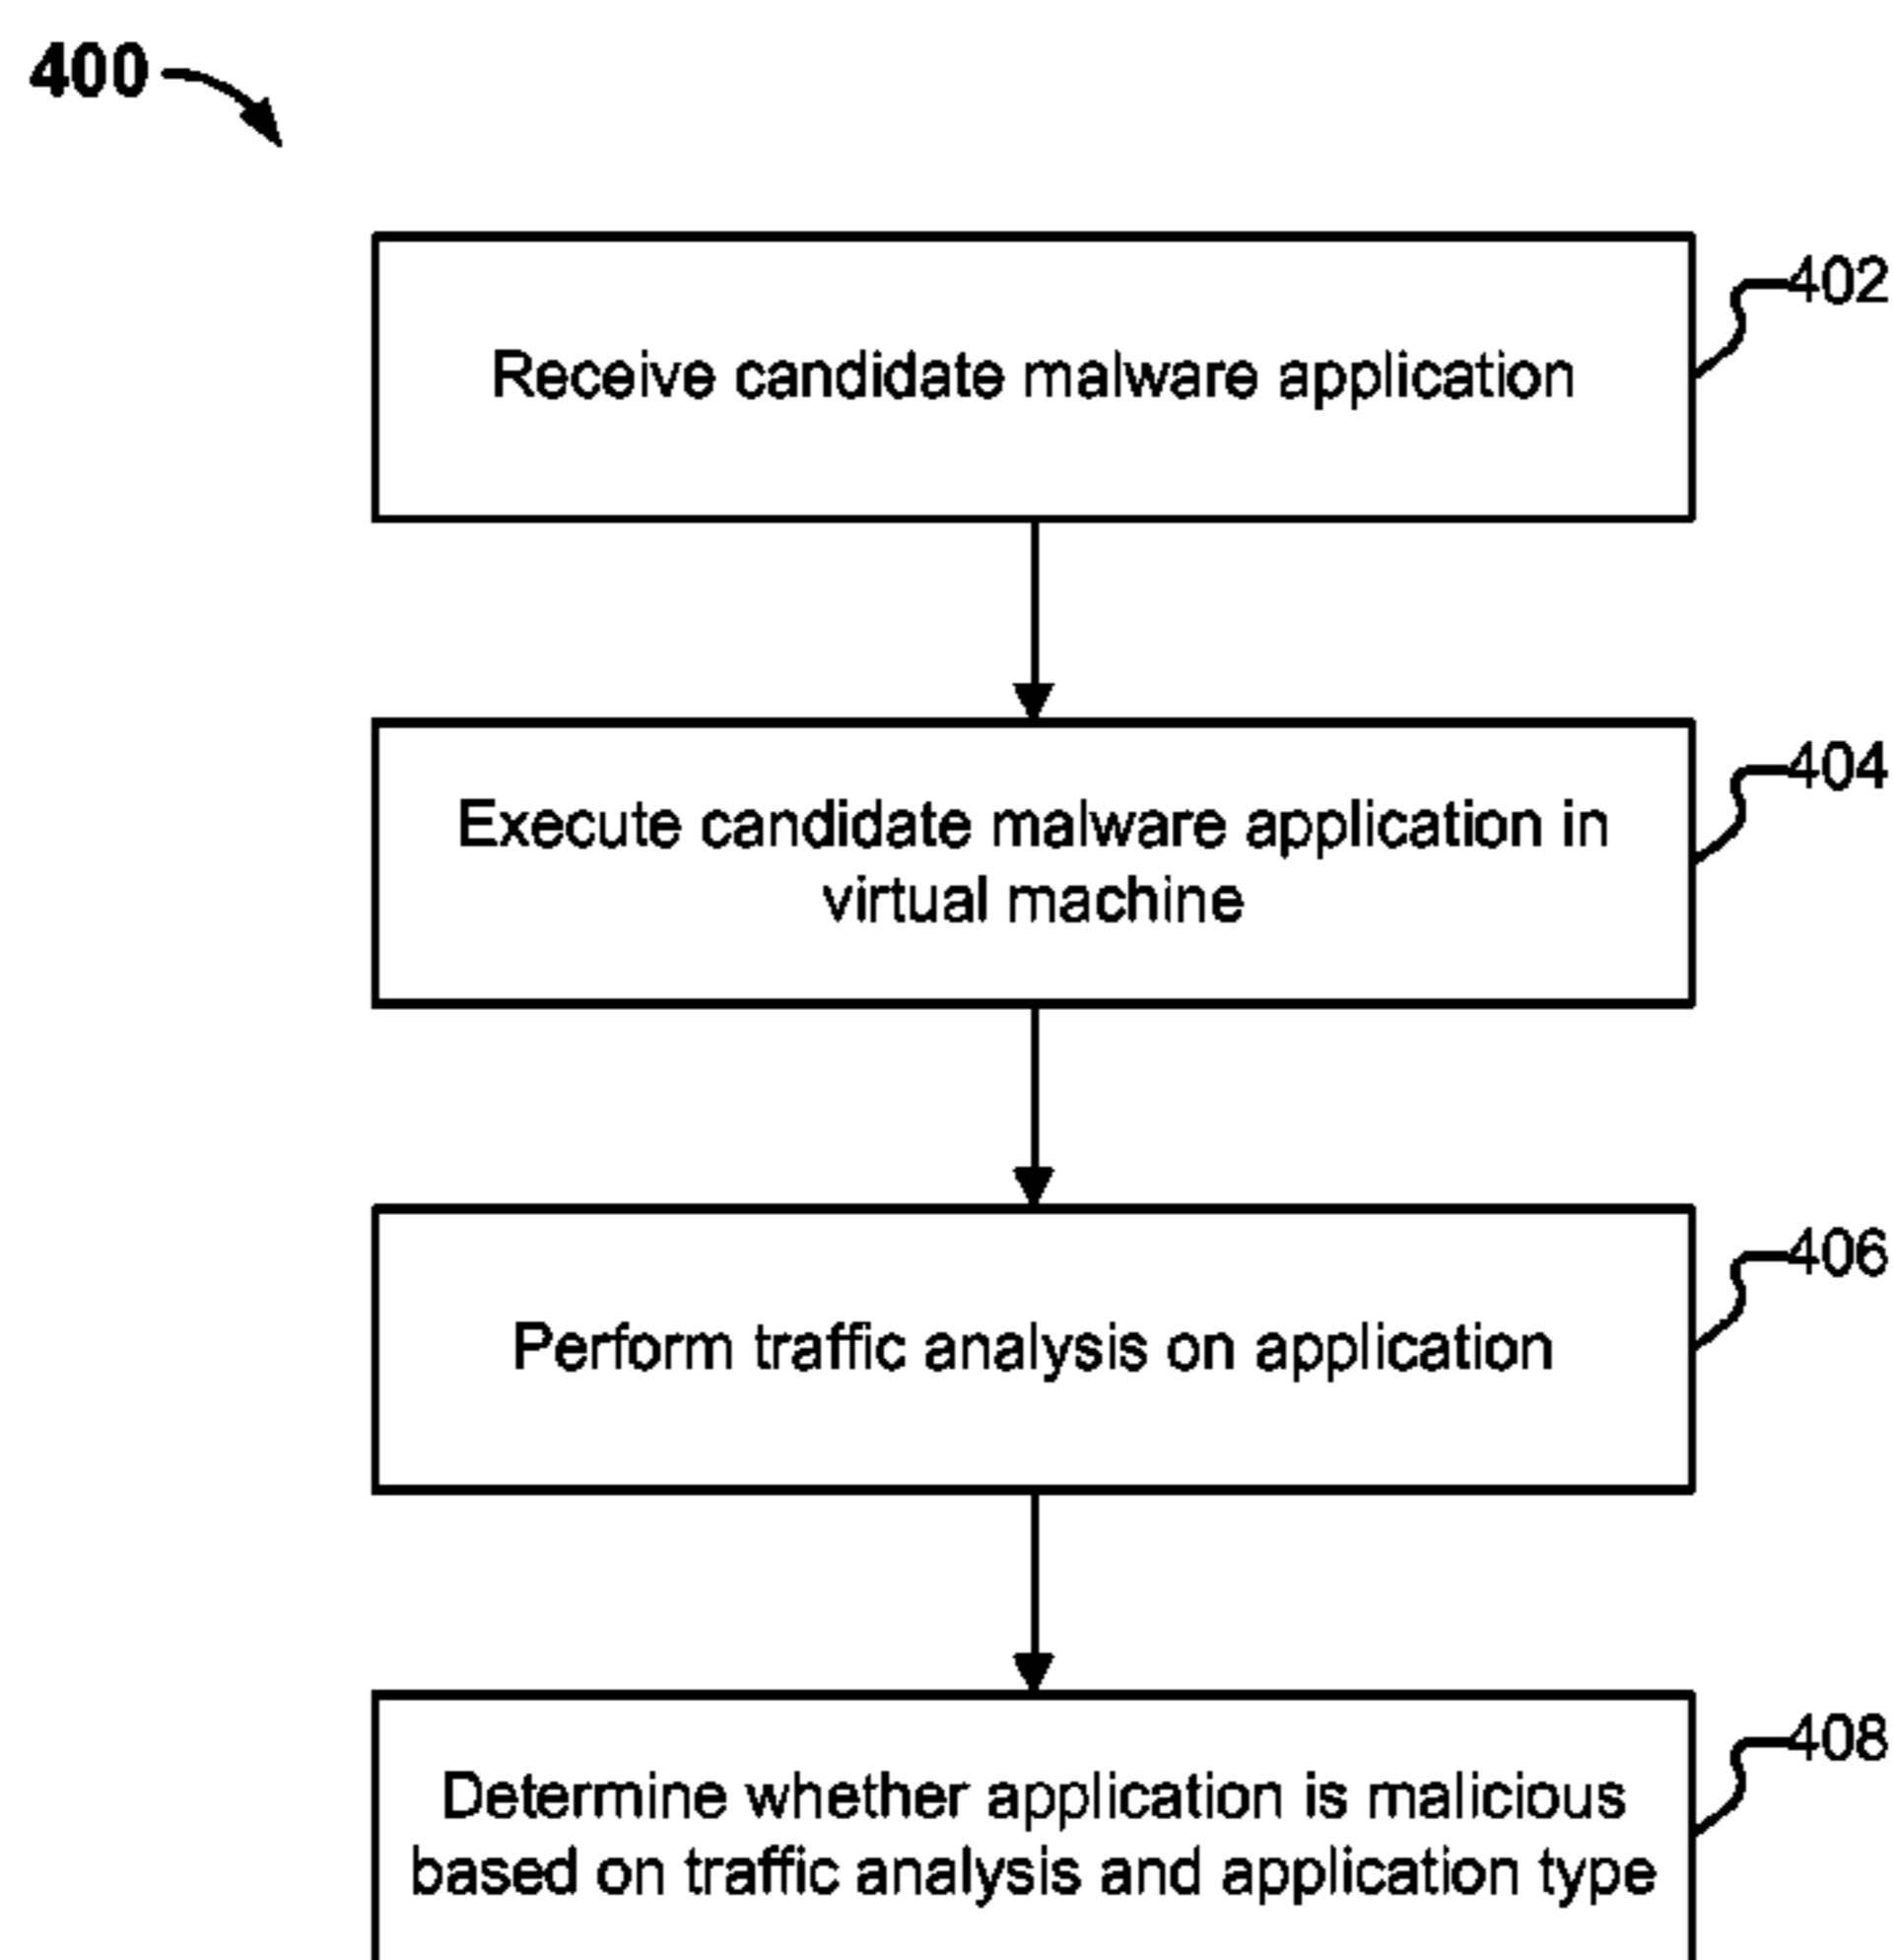 400
402
Receive candidate malware application
404
Execute candidate malware application in
virtual machine
406
Perform traffic analysis on application
408
Determine whether application is malicious
based on traffic analysis and application type